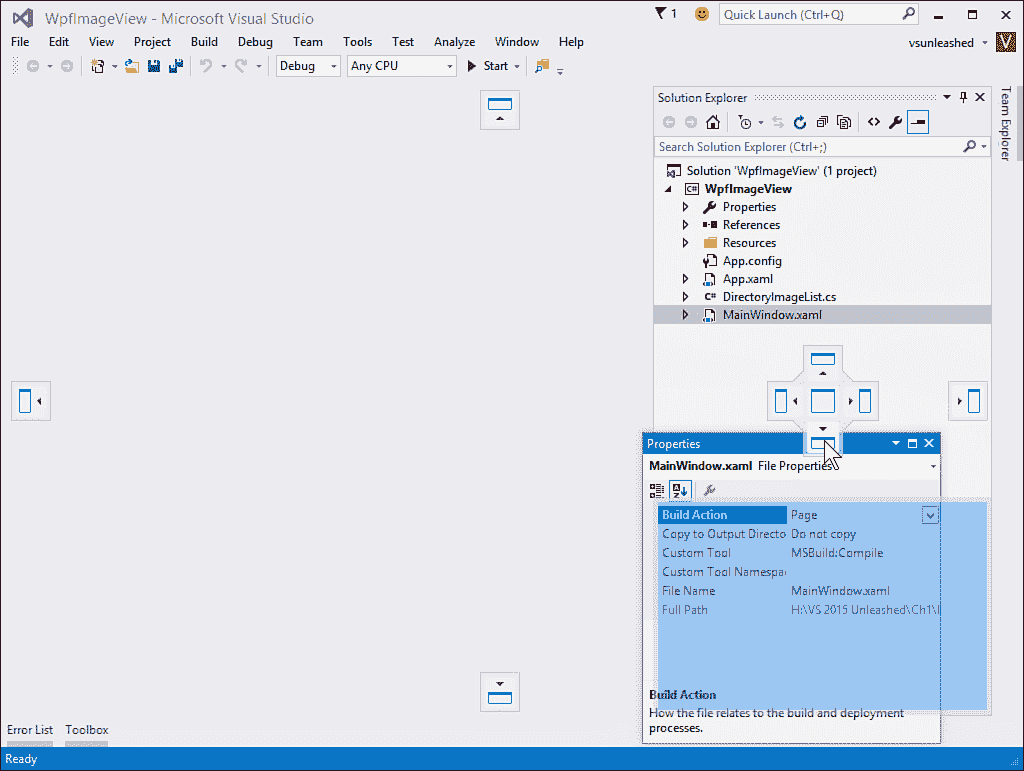 WpfImageView - Microsoft Visual Studio
1
Quick Launch (Ctrl+Q)
File Edit View Project Build Debug Team Tools Test Analyze Window Help
vsunleashed
Debug Any CPU Start
Solution Explorer
Team Explorer
Search Solution Explorer (Ctrl+;)
Solution 'WpfImageView' (1 project)
C# WpfImageView
Properties
References
Resources
App.config
App.xaml
C# DirectoryImageList.cs
MainWindow.xaml
Properties
MainWindow.xaml File Properties
Build Action Page
Copy to Output Directo Do not copy
Custom Tool MSBuild:Compile
Custom Tool Namespa
File Name MainWindow.xaml
Full Path H:\VS 2015 Unleashed\Ch1\
Build Action
How the file relates to the build and deployment
processes.
Error List Toolbox
Ready